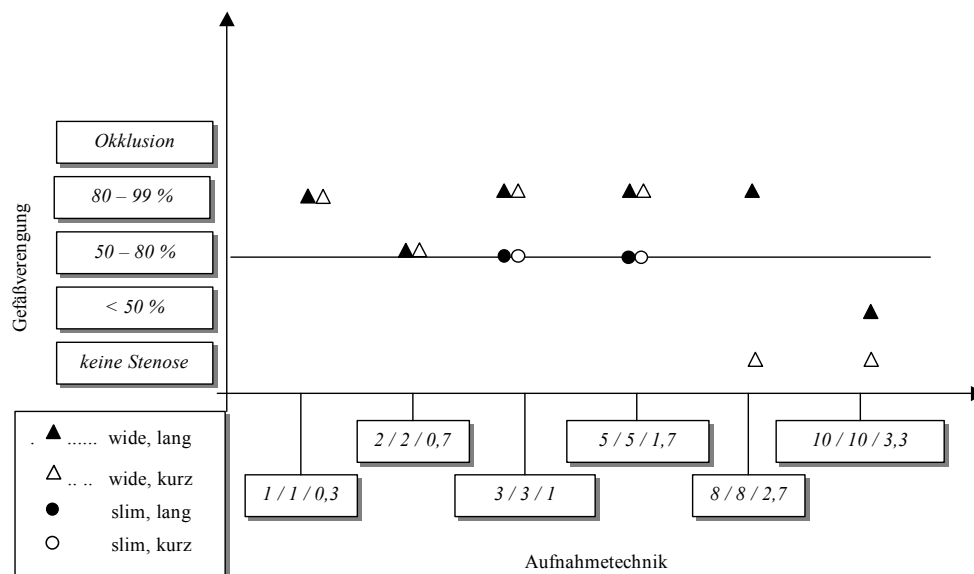 Gefäßverengung
Okklusion
80 – 99 %
50 – 80 %
< 50 %
keine Stenose
. ...... wide, lang
.. .. wide, kurz
slim, lang
slim, kurz
2 / 2 / 0,7
5 / 5 / 1,7
10 / 10 / 3,3
1 / 1 / 0,3
3 / 3 / 1
8 / 8 / 2,7
Aufnahmetechnik